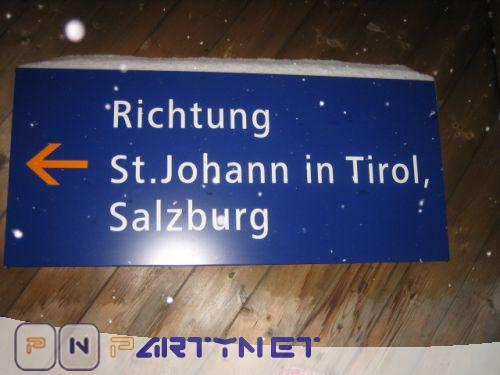 Richtung
St.Johann in Tirol,
Salzburg
PN PARTYNET